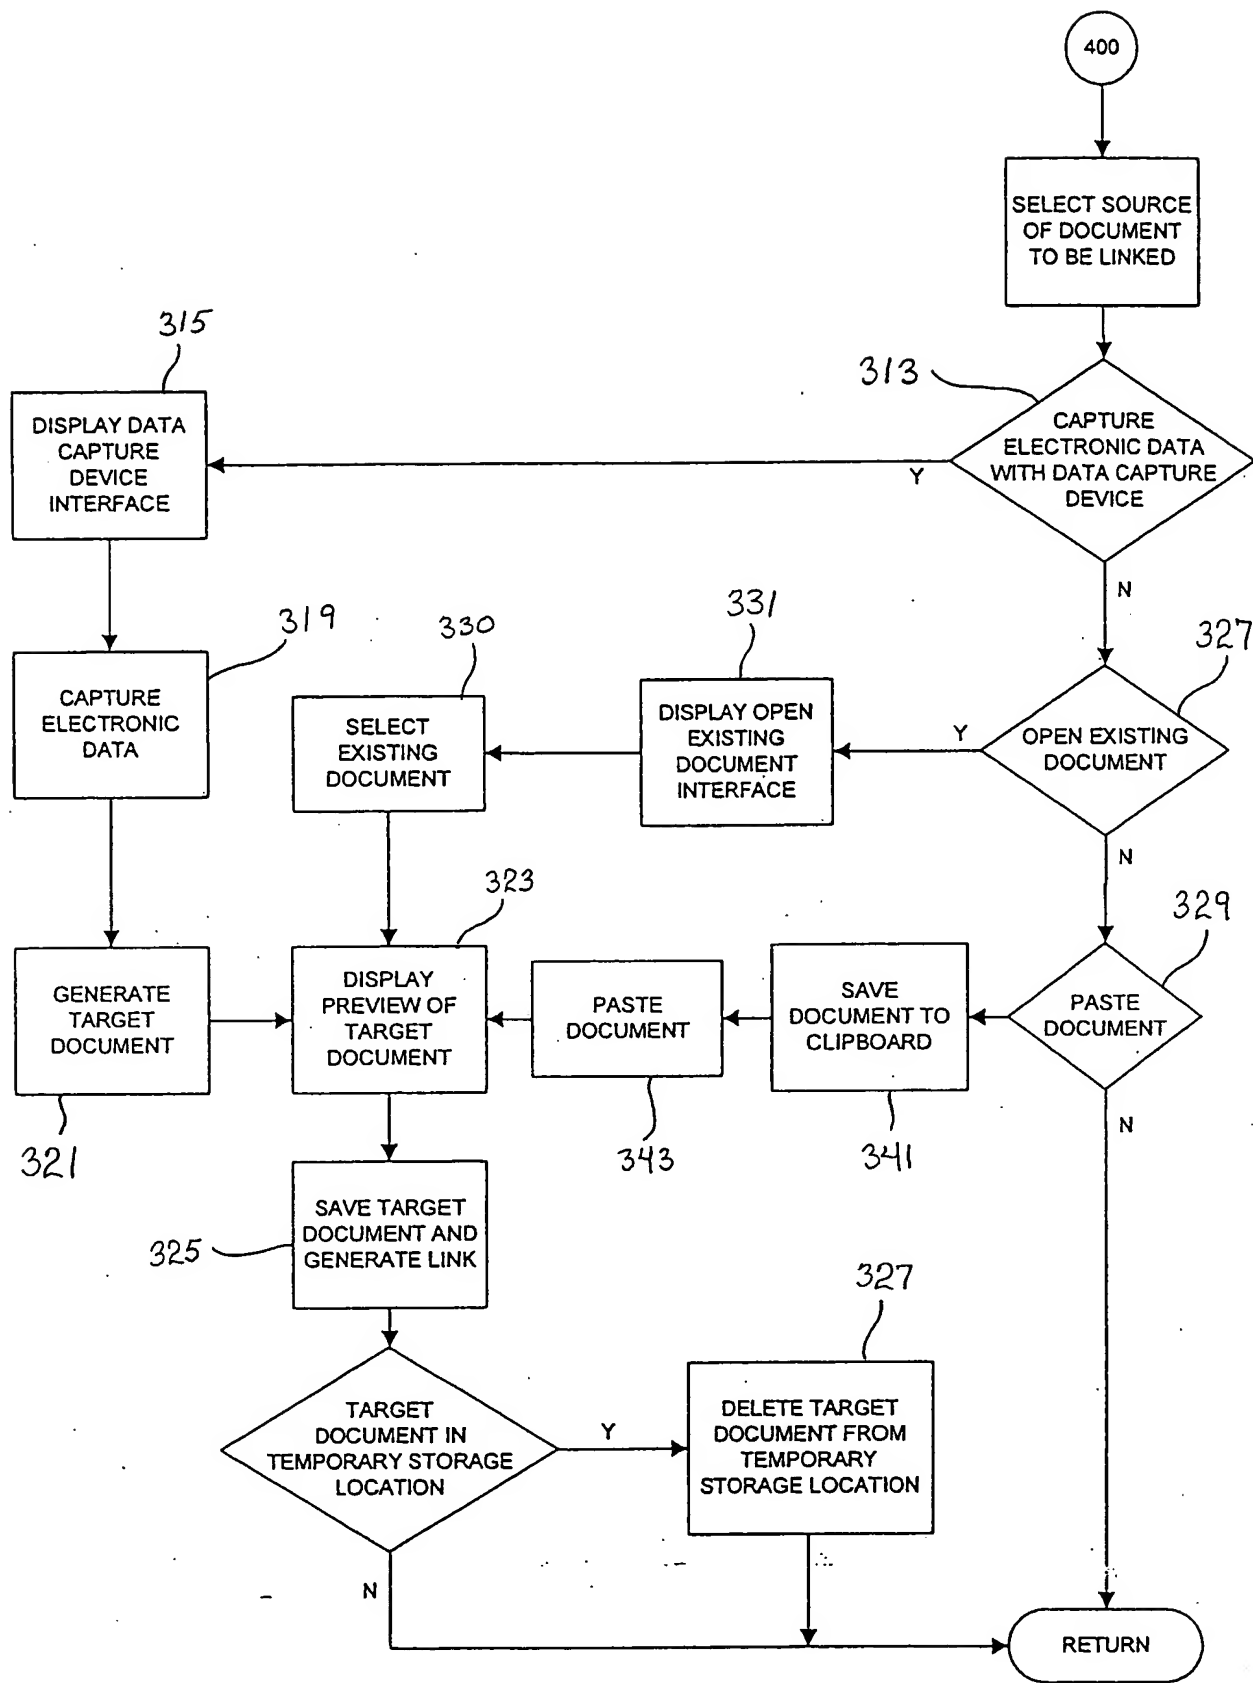 400
SELECT SOURCE
OF DOCUMENT
TO BE LINKED
315
313
DISPLAY DATA
CAPTURE
DEVICE
INTERFACE
CAPTURE
ELECTRONIC DATA
WITH DATA CAPTURE
DEVICE
Y
N
319
330
331
327
CAPTURE
ELECTRONIC
DATA
SELECT
EXISTING
DOCUMENT
DISPLAY OPEN
EXISTING
DOCUMENT
INTERFACE
Y
OPEN EXISTING
DOCUMENT
N
323
329
GENERATE
TARGET
DOCUMENT
DISPLAY
PREVIEW OF
TARGET
DOCUMENT
PASTE
DOCUMENT
SAVE
DOCUMENT TO
CLIPBOARD
PASTE
DOCUMENT
N
321
343
341
SAVE TARGET
DOCUMENT AND
GENERATE LINK
325
327
TARGET
DOCUMENT IN
TEMPORARY STORAGE
LOCATION
Y
DELETE TARGET
DOCUMENT FROM
TEMPORARY
STORAGE LOCATION
N
RETURN